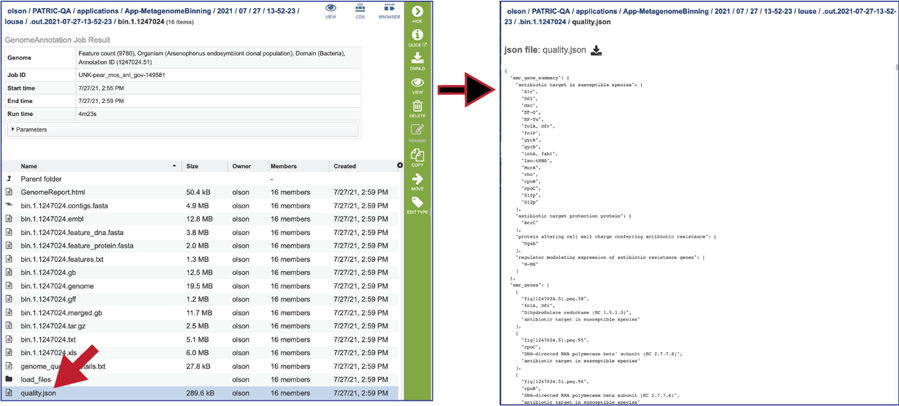 olson / PATRIC-QA / applications / App-MetagenomeBinning / 2021 / 07 / 27 / 13-52-23 /
louse / .out.2021-07-27-13-52-23 / bin.1.1247024 (16 items)
VIEW
CDS
BROWSER
GenomeAnnotation Job Result
Genome
Feature count (9780), Organism (Arsenophonus endosymbiont clonal population), Domain (Bacteria),
Annotation ID (1247024.51)
Job ID UNK-pear_mcs_anl_gov-149581
Start time 7/27/21, 2:55 PM
End time 7/27/21, 2:59 PM
Run time 4m23s
Parameters
HIDE
GUIDE
DWNLD
VIEW
DELETE
RENAME
COPY
MOVE
EDIT TYPE
Name Size Owner Members Created
Parent folder -
GenomeReport.html 50.4 kB olson 16 members 7/27/21, 2:59 PM
bin.1.1247024.contigs.fasta 4.9 MB olson 16 members 7/27/21, 2:59 PM
bin.1.1247024.embl 12.8 MB olson 16 members 7/27/21, 2:59 PM
bin.1.1247024.feature_dna.fasta 3.8 MB olson 16 members 7/27/21, 2:59 PM
bin.1.1247024.feature_protein.fasta 2.0 MB olson 16 members 7/27/21, 2:59 PM
bin.1.1247024.features.txt 1.3 MB olson 16 members 7/27/21, 2:59 PM
bin.1.1247024.gb 12.5 MB olson 16 members 7/27/21, 2:59 PM
bin.1.1247024.genome 19.5 MB olson 16 members 7/27/21, 2:59 PM
bin.1.1247024.gff 1.2 MB olson 16 members 7/27/21, 2:59 PM
bin.1.1247024.merged.gb 11.7 MB olson 16 members 7/27/21, 2:59 PM
bin.1.1247024.tar.gz 2.5 MB olson 16 members 7/27/21, 2:59 PM
bin.1.1247024.txt 5.1 MB olson 16 members 7/27/21, 2:59 PM
bin.1.1247024.xls 6.0 MB olson 16 members 7/27/21, 2:59 PM
genome_qu tails.txt 27.8 kB olson 16 members 7/27/21, 2:59 PM
load_files olson 16 members 7/27/21, 2:59 PM
quality.json 289.6 kB olson 16 members 7/27/21, 2:59 PM
olson / PATRIC-QA / applications / App-MetagenomeBinning / 2021 / 07 / 27 / 13-52-23 / louse / .out.2021-07-27-13-52-
23 / .bin.1.1247024 / quality.json
json file: quality.json
{
"amr_gene_summary": {
"antibiotic target in susceptible species": [
"Alr",
"Ddl",
"dxr",
"EF-G",
"EF-Tu",
"folA, Dfr",
"folP",
"gyrA",
"gyrB",
"inhA, fabI",
"Iso-tRNA",
"MurA",
"rho",
"rpoB",
"rpoC",
"S10p",
"S12p"
],
"antibiotic target protection protein": [
"BcrC"
],
"protein altering cell wall charge conferring antibiotic resistance": [
"PgsA"
],
"regulator modulating expression of antibiotic resistance genes": [
"H-NS"
]
},
"amr_genes": [
[
"fig|1247024.51.peg.38",
"folA, Dfr",
"Dihydrofolate reductase (EC 1.5.1.3)",
"antibiotic target in susceptible species"
],
[
"fig|1247024.51.peg.95",
"rpoC",
"DNA-directed RNA polymerase beta' subunit (EC 2.7.7.6)",
"antibiotic target in susceptible species"
],
[
"fig|1247024.51.peg.96",
"rpoB",
"DNA-directed RNA polymerase beta subunit (EC 2.7.7.6)",
"antibiotic target in susceptible species"